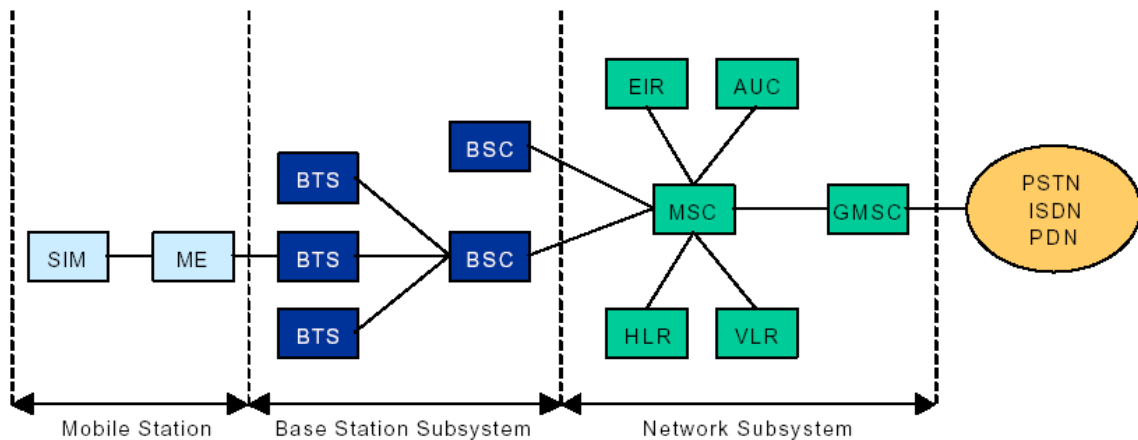 EIR
AUC
BSC
BTS
MSC
GMSC
PSTN
ISDN
PDN
SIM
ME
BTS
BSC
BTS
HLR
VLR
Mobile Station
Base Station Subsystem
Network Subsystem